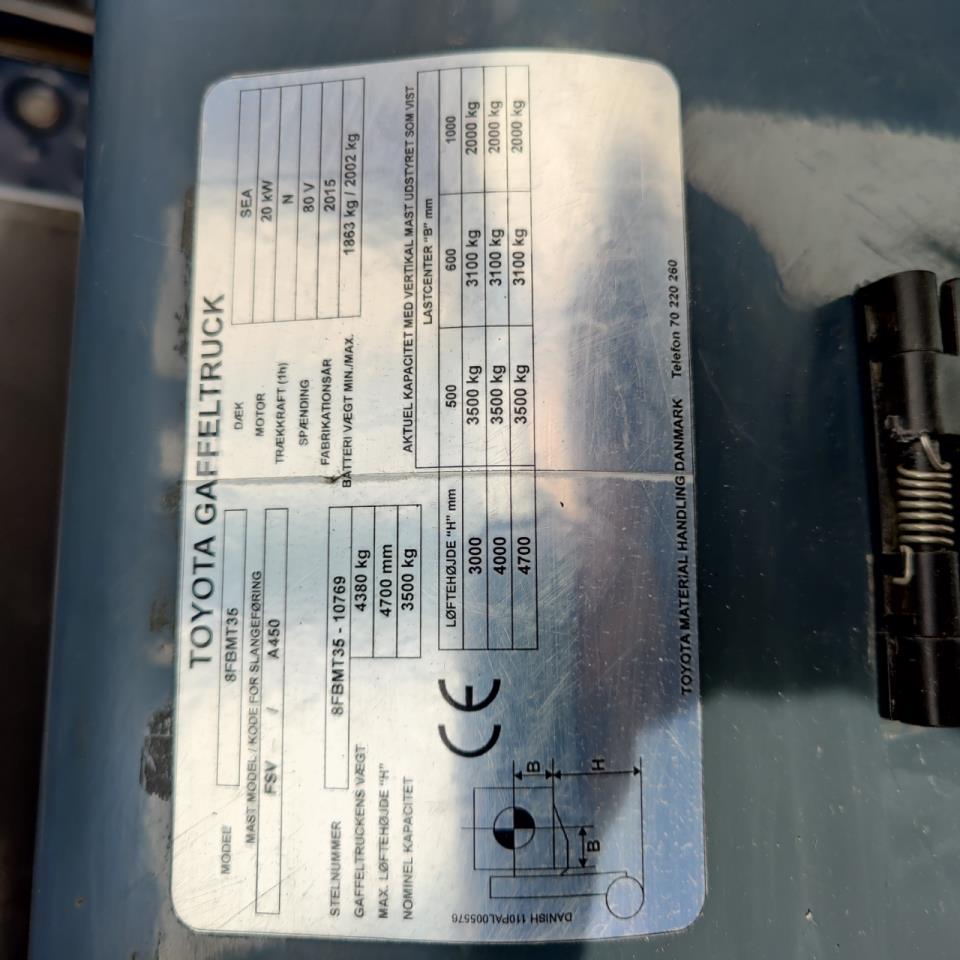 TOYOTA GAFFELTRUCK
MODEL 8FBMT35
MAST MODEL / KODE FOR SLANGEFØRING
FSV / A450
STELNUMMER 8FBMT35 - 10769
GAFFELTRUCKENS VÆGT 4380 kg
MAX. LØFTEHØJDE "H" 4700 mm
NOMINEL KAPACITET 3500 kg
DÆK SEA
MOTOR 20 kW
TRÆKKRAFT (1h) N
SPÆNDING 80 V
FABRIKATIONSÅR 2015
BATTERI VÆGT MIN./MAX. 1863 kg / 2002 kg
AKTUEL KAPACITET MED VERTIKAL MAST UDSTYRET SOM VIST
LASTCENTER "B" mm
LØFTEHØJDE "H" mm 500 600 1000
3000 3500 kg 3100 kg 2000 kg
4000 3500 kg 3100 kg 2000 kg
4700 3500 kg 3100 kg 2000 kg
CE
B
H
B
DANISH 110PAL005576
TOYOTA MATERIAL HANDLING DANMARK Telefon 70 220 260